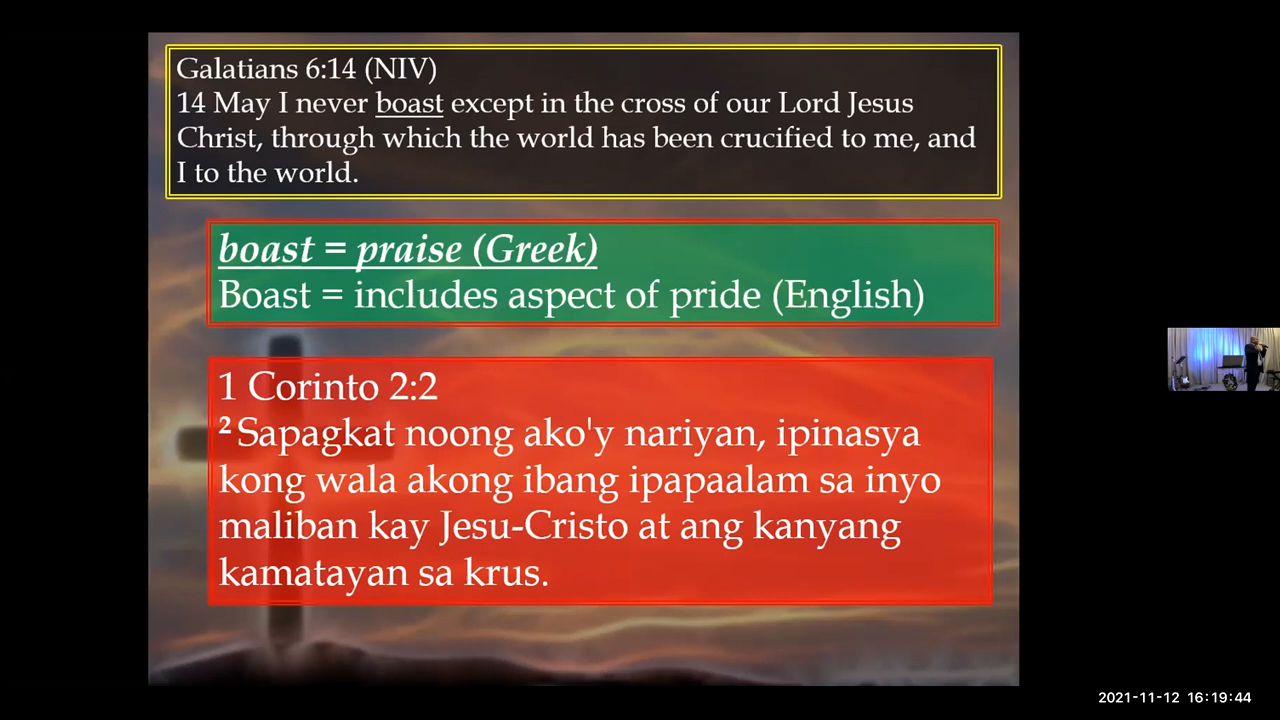 Galatians 6:14 (NIV)
14 May I never boast except in the cross of our Lord Jesus
Christ, through which the world has been crucified to me, and
I to the world.
boast = praise (Greek)
Boast = includes aspect of pride (English)
1 Corinto 2:2
² Sapagkat noong ako'y nariyan, ipinasya
kong wala akong ibang ipapaalam sa inyo
maliban kay Jesu-Cristo at ang kanyang
kamatayan sa krus.
2021-11-12 16:19:44